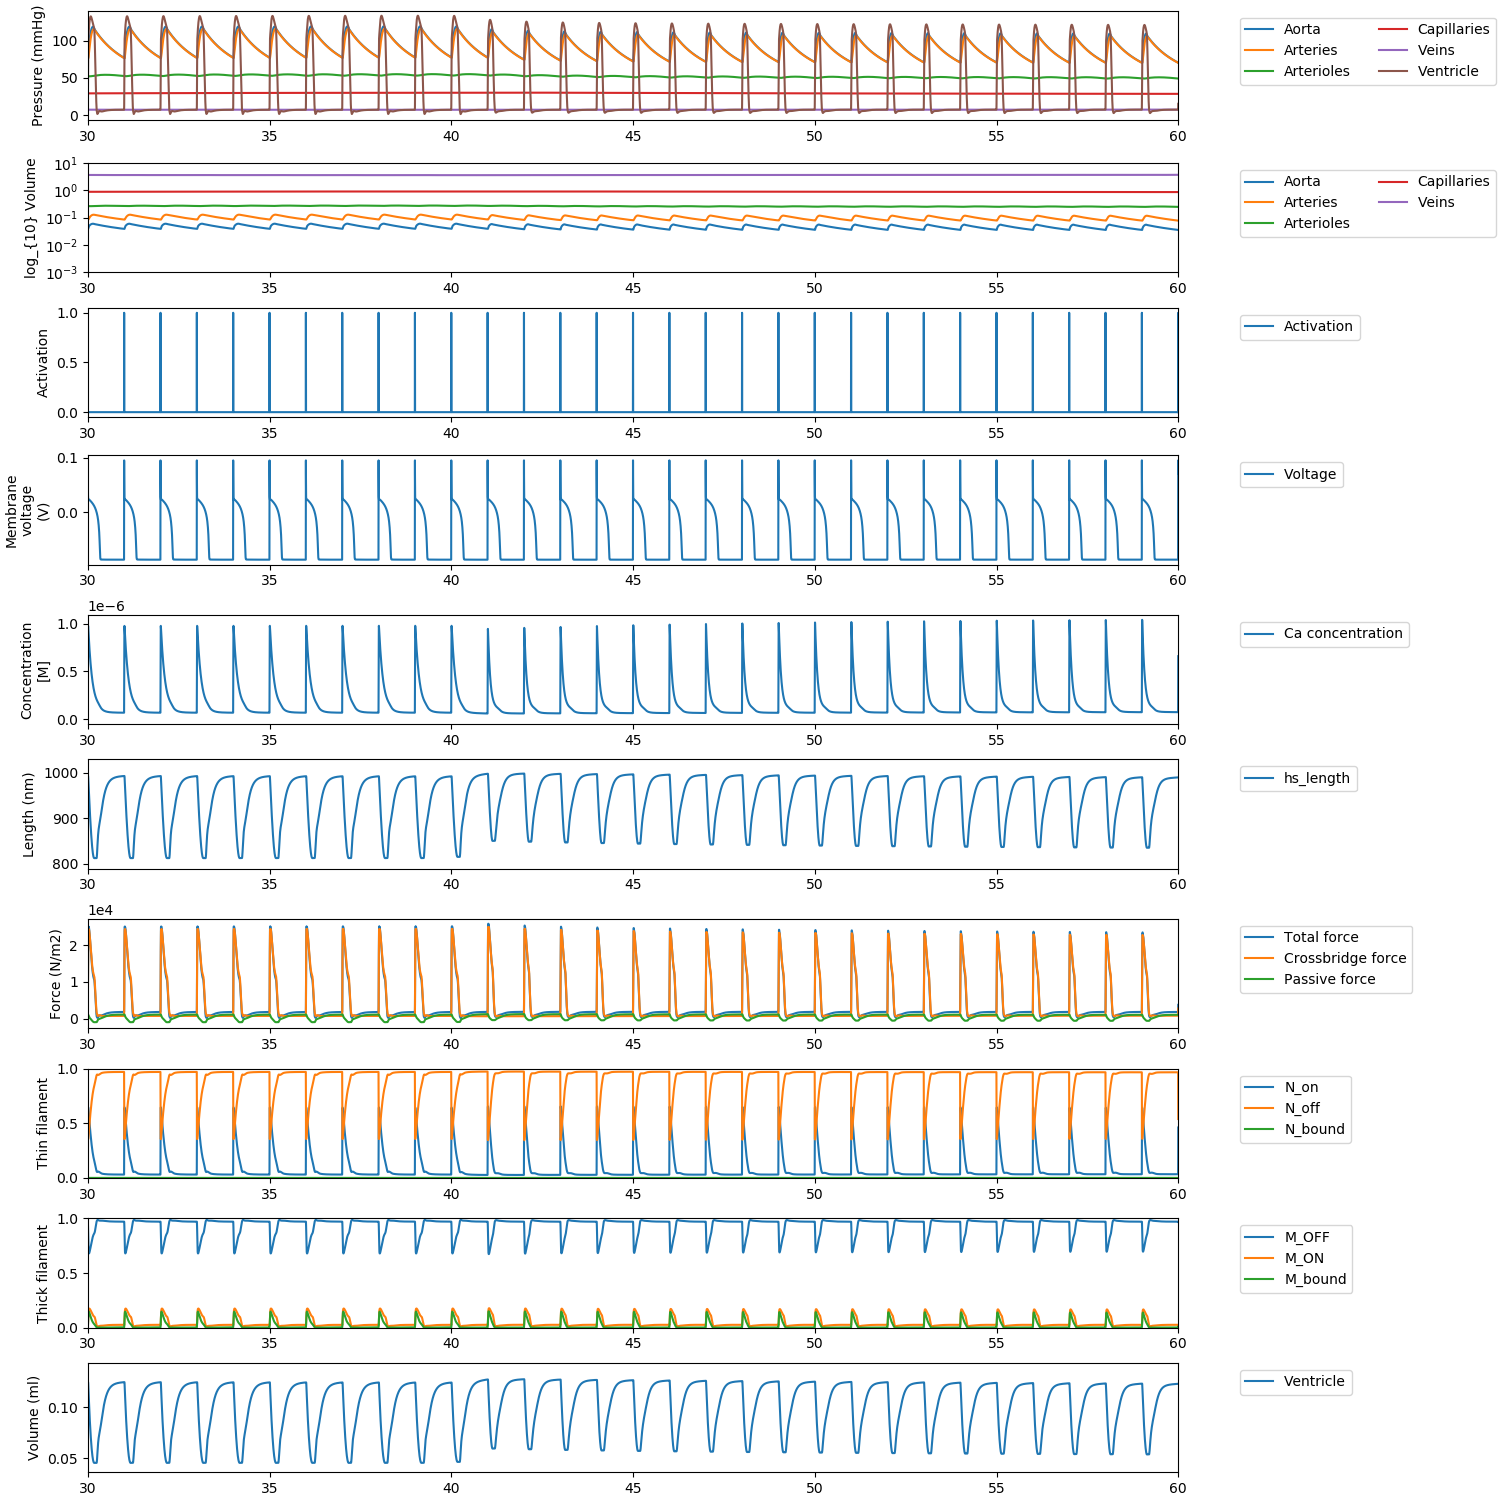 Pressure (mmHg)
100
50
0
30 35 40 45 50 55 60
Aorta Capillaries
Arteries Veins
Arterioles Ventricle
log_{10} Volume
10^1
10^0
10^−1
10^−2
10^−3
30 35 40 45 50 55 60
Aorta Capillaries
Arteries Veins
Arterioles
Activation
1.0
0.5
0.0
30 35 40 45 50 55 60
Activation
Membrane
voltage
(V)
0.1
0.0
30 35 40 45 50 55 60
Voltage
1e−6
Concentration
[M]
1.0
0.5
0.0
30 35 40 45 50 55 60
Ca concentration
Length (nm)
1000
900
800
30 35 40 45 50 55 60
hs_length
1e4
Force (N/m2)
2
1
0
30 35 40 45 50 55 60
Total force
Crossbridge force
Passive force
Thin filament
1.0
0.5
0.0
30 35 40 45 50 55 60
N_on
N_off
N_bound
Thick filament
1.0
0.5
0.0
30 35 40 45 50 55 60
M_OFF
M_ON
M_bound
Volume (ml)
0.10
0.05
30 35 40 45 50 55 60
Ventricle